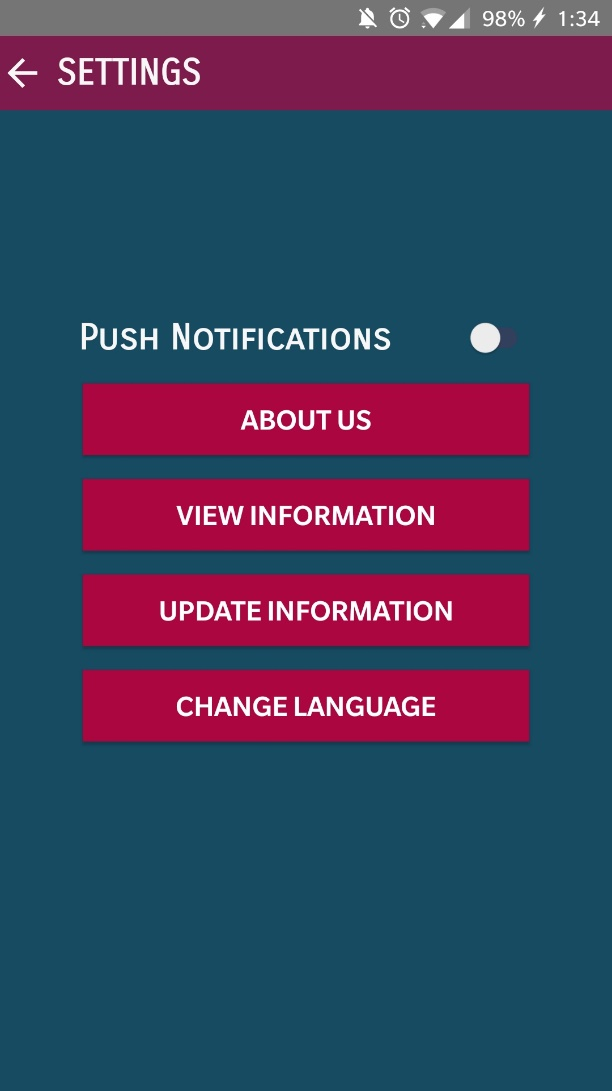 98% 1:34
SETTINGS
Push Notifications
ABOUT US
VIEW INFORMATION
UPDATE INFORMATION
CHANGE LANGUAGE